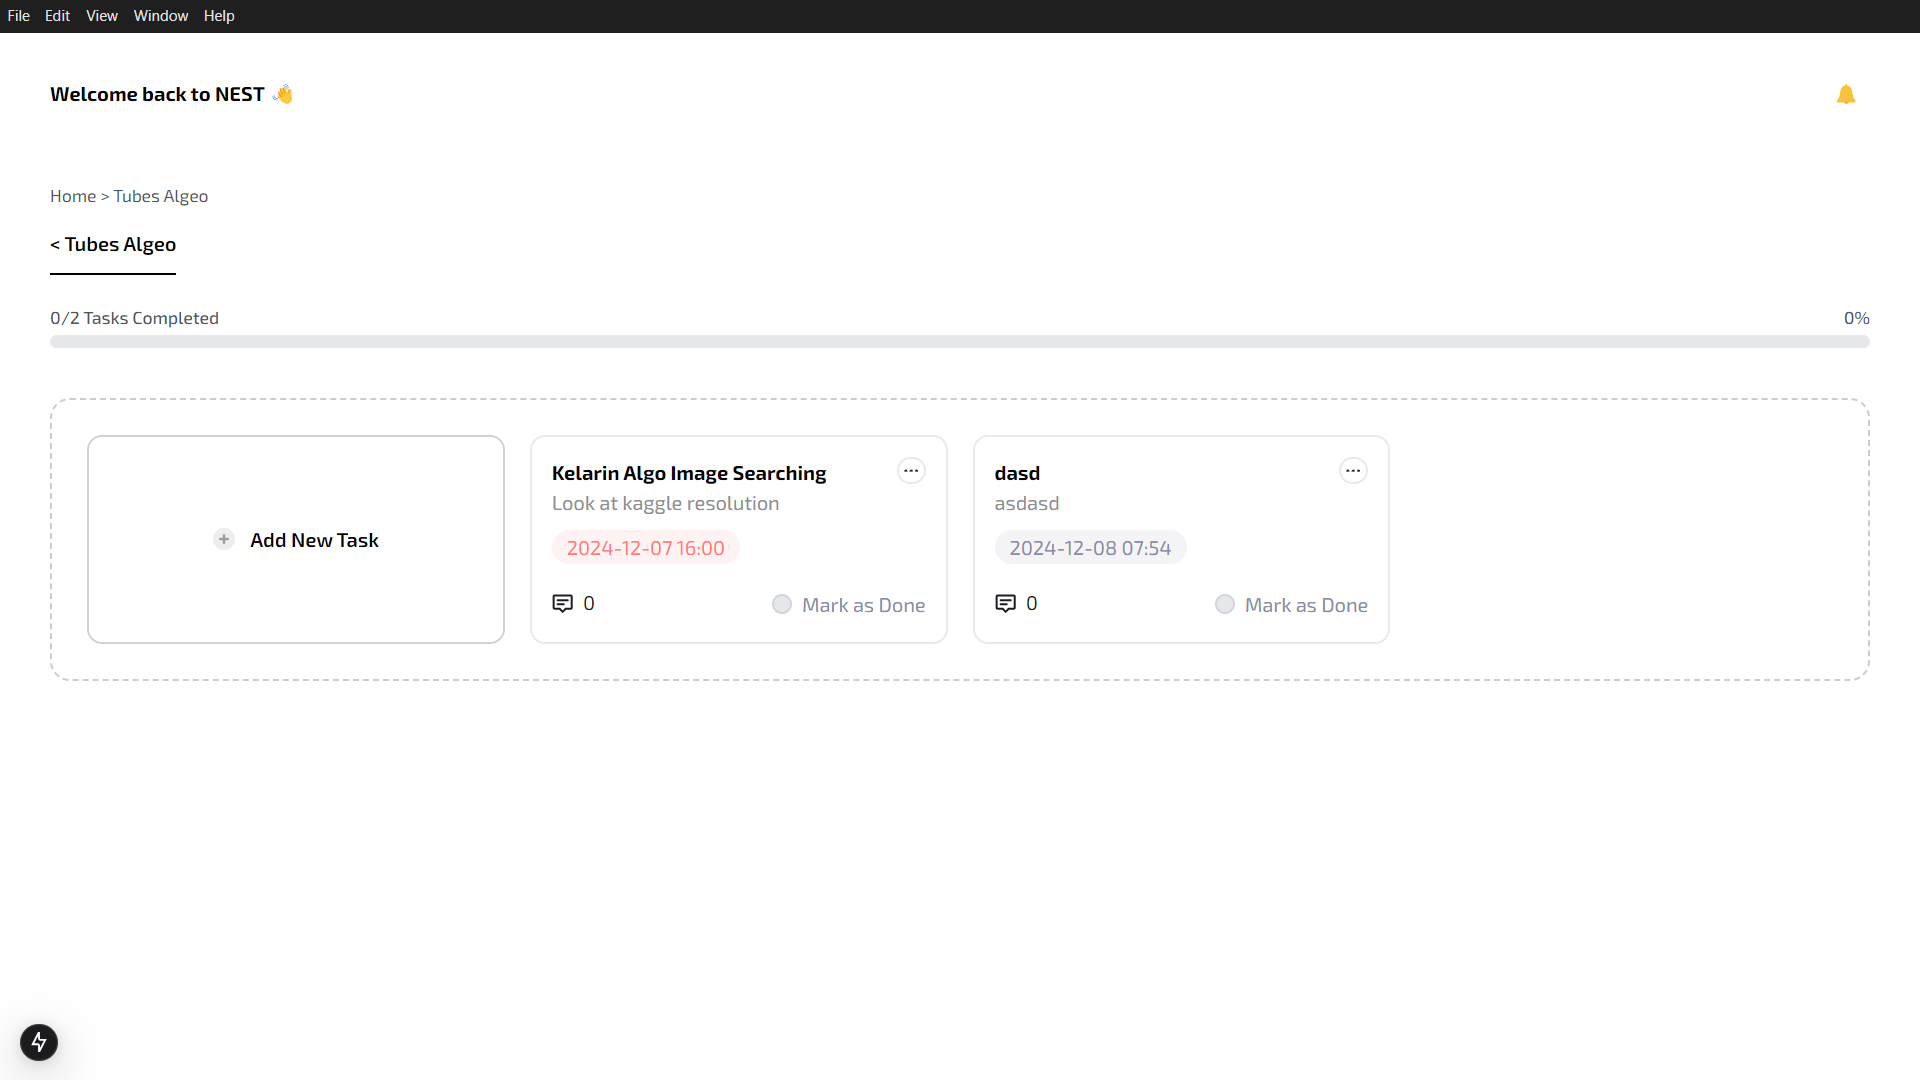 File Edit View Window Help
Welcome back to NEST 👋
Home > Tubes Algeo
< Tubes Algeo
0/2 Tasks Completed 0%
+ Add New Task
Kelarin Algo Image Searching
Look at kaggle resolution
2024-12-07 16:00
0 Mark as Done
dasd
asdasd
2024-12-08 07:54
0 Mark as Done